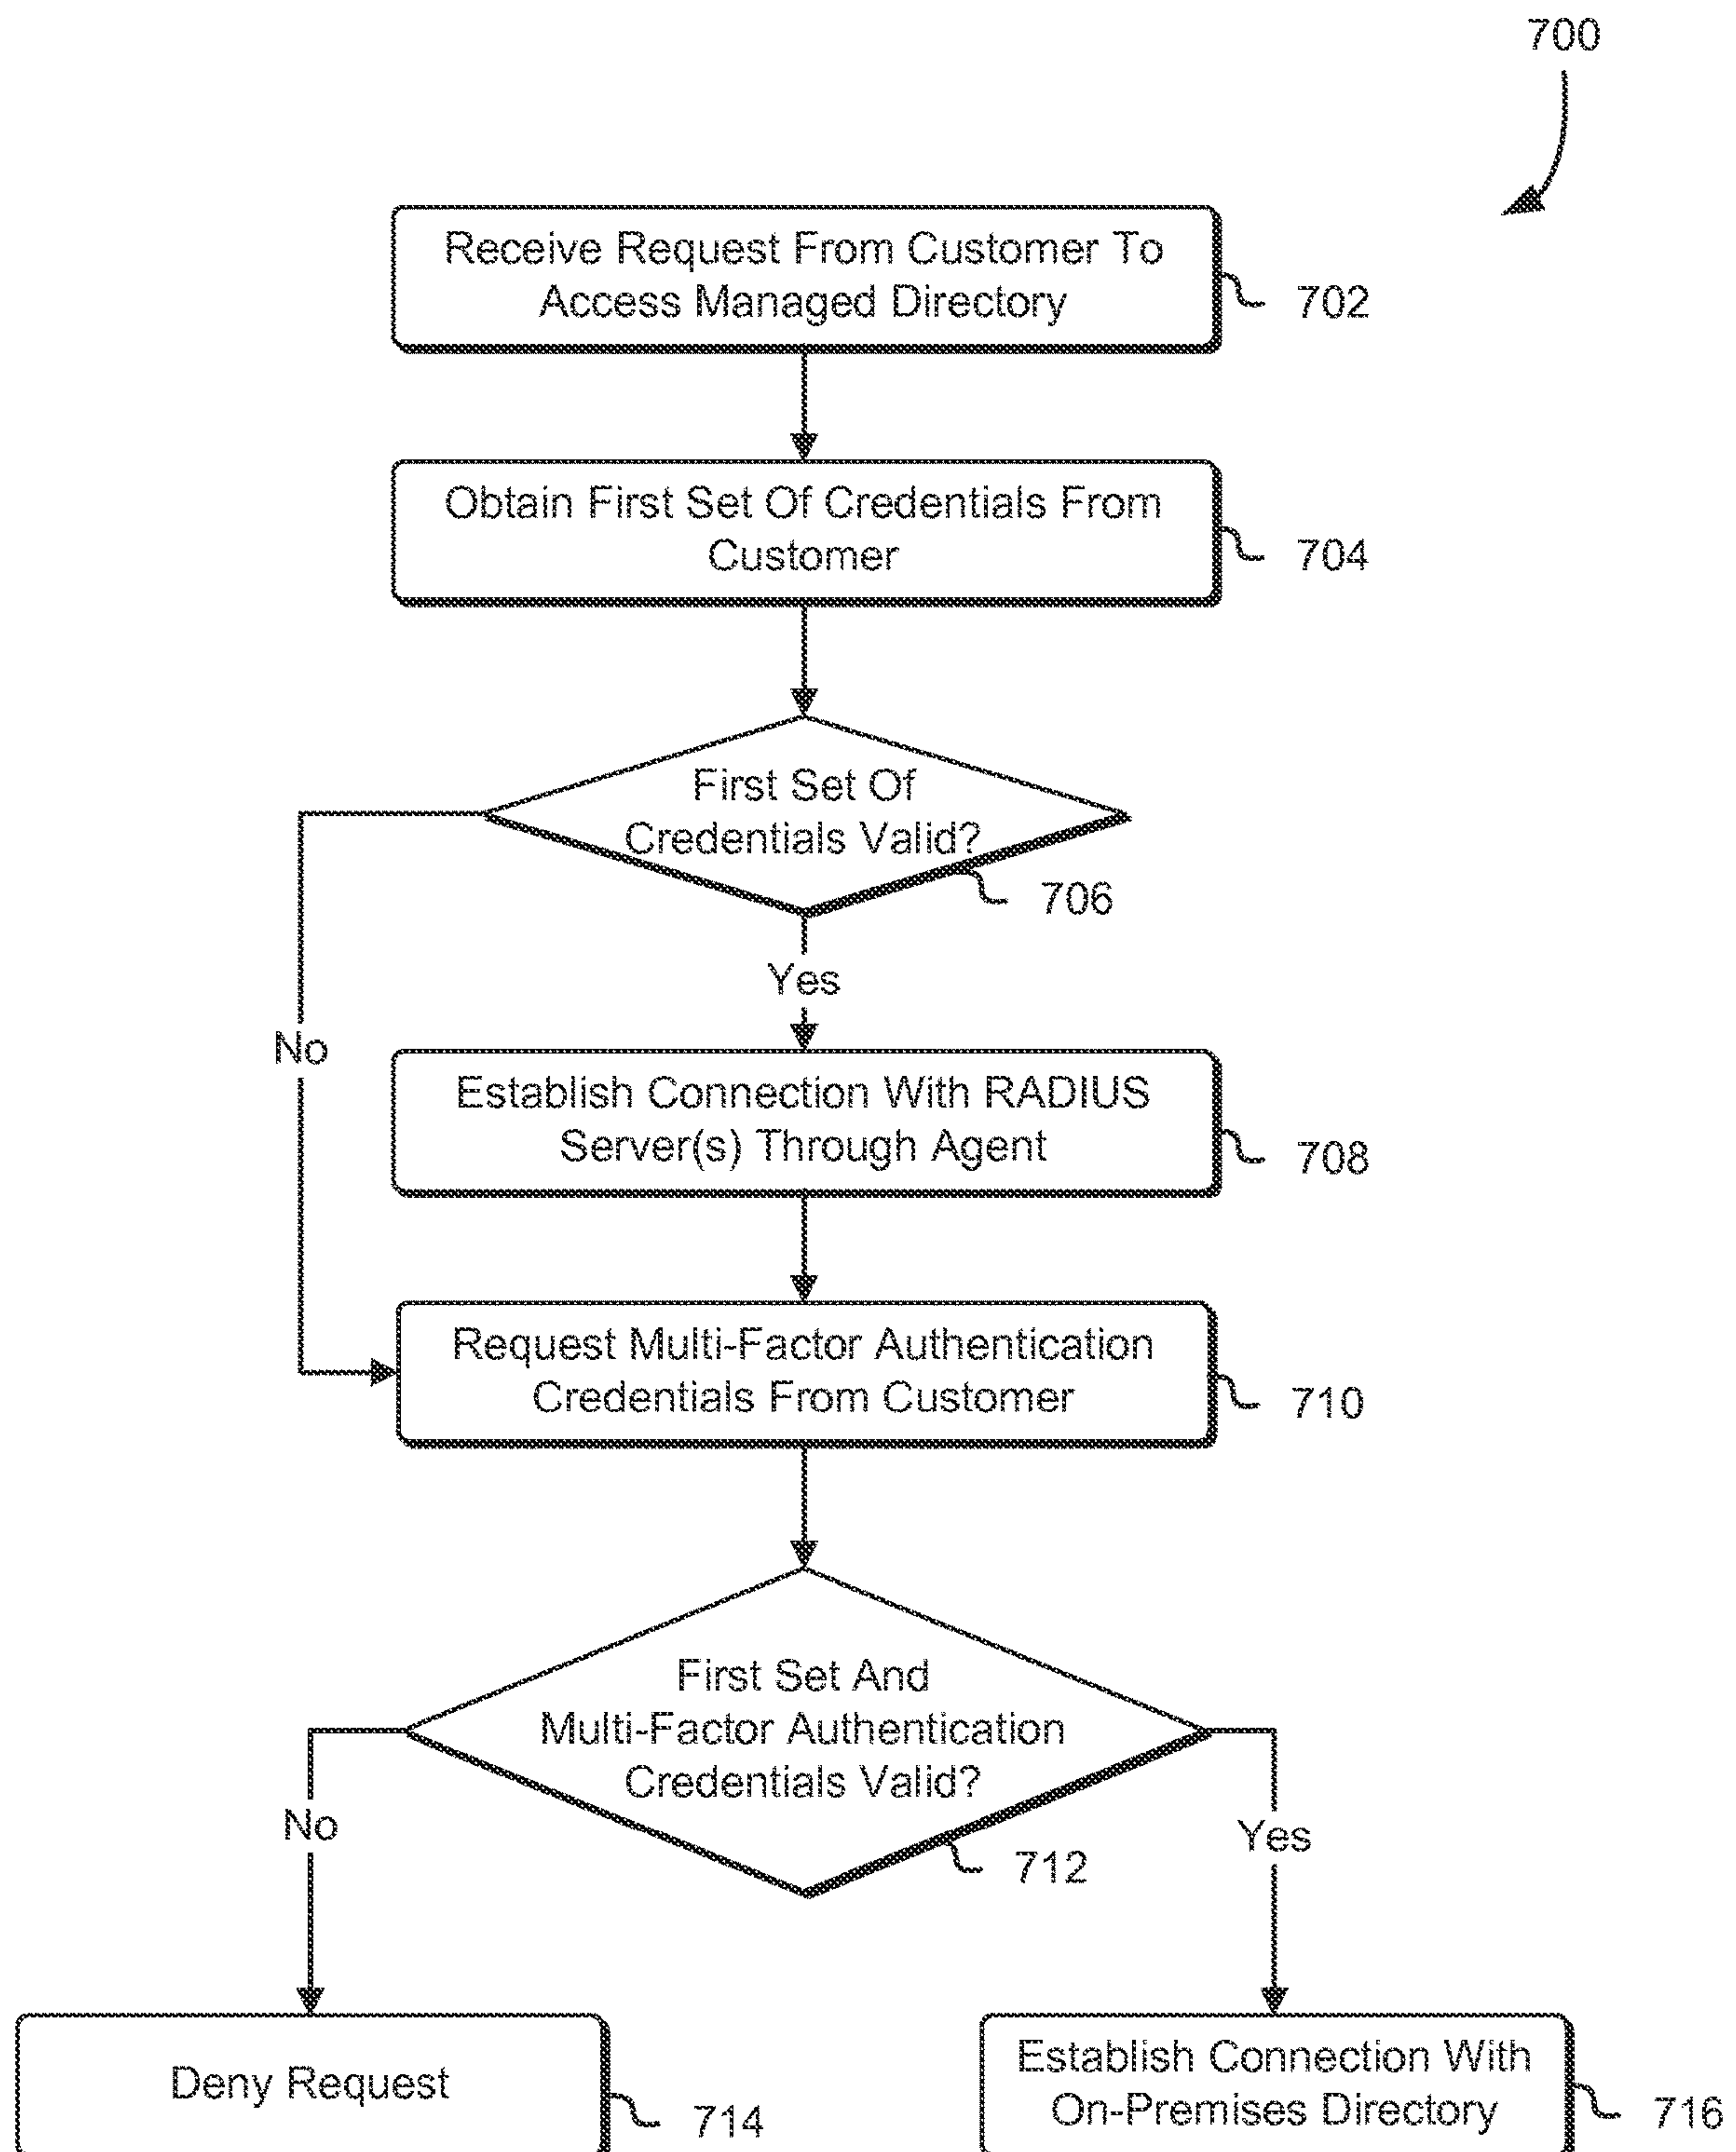 700
Receive Request From Customer To
Access Managed Directory
702
Obtain First Set Of Credentials From
Customer
704
First Set Of
Credentials Valid?
706
Yes
No
Establish Connection With RADIUS
Server(s) Through Agent
708
Request Multi-Factor Authentication
Credentials From Customer
710
First Set And
Multi-Factor Authentication
Credentials Valid?
712
No
Yes
Deny Request
714
Establish Connection With
On-Premises Directory
716